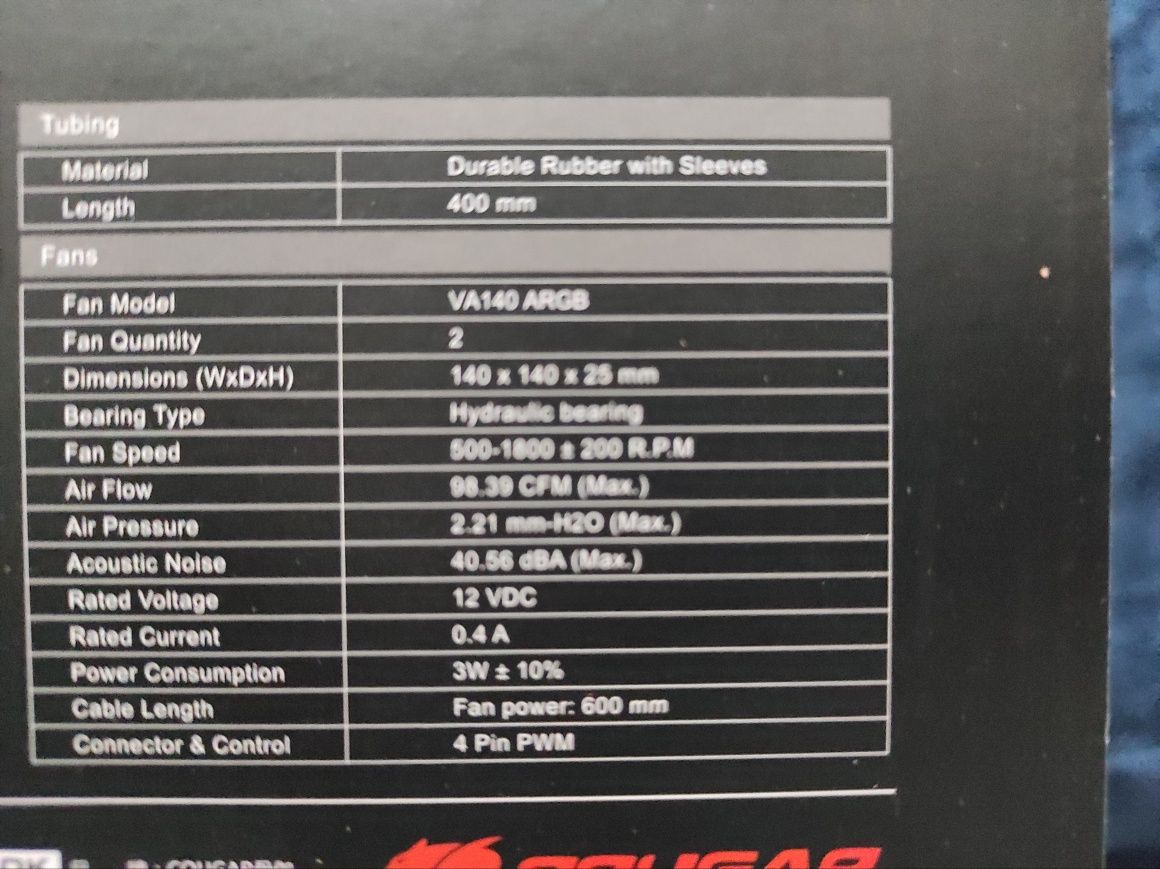 Tubing
Material Durable Rubber with Sleeves
Length 400 mm
Fans
Fan Model VA140 ARGB
Fan Quantity 2
Dimensions (WxDxH) 140 x 140 x 25 mm
Bearing Type Hydraulic bearing
Fan Speed 500-1800 ± 200 R.P.M
Air Flow 98.39 CFM (Max.)
Air Pressure 2.21 mm-H2O (Max.)
Acoustic Noise 40.56 dBA (Max.)
Rated Voltage 12 VDC
Rated Current 0.4 A
Power Consumption 3W ± 10%
Cable Length Fan power: 600 mm
Connector & Control 4 Pin PWM
COUGAR